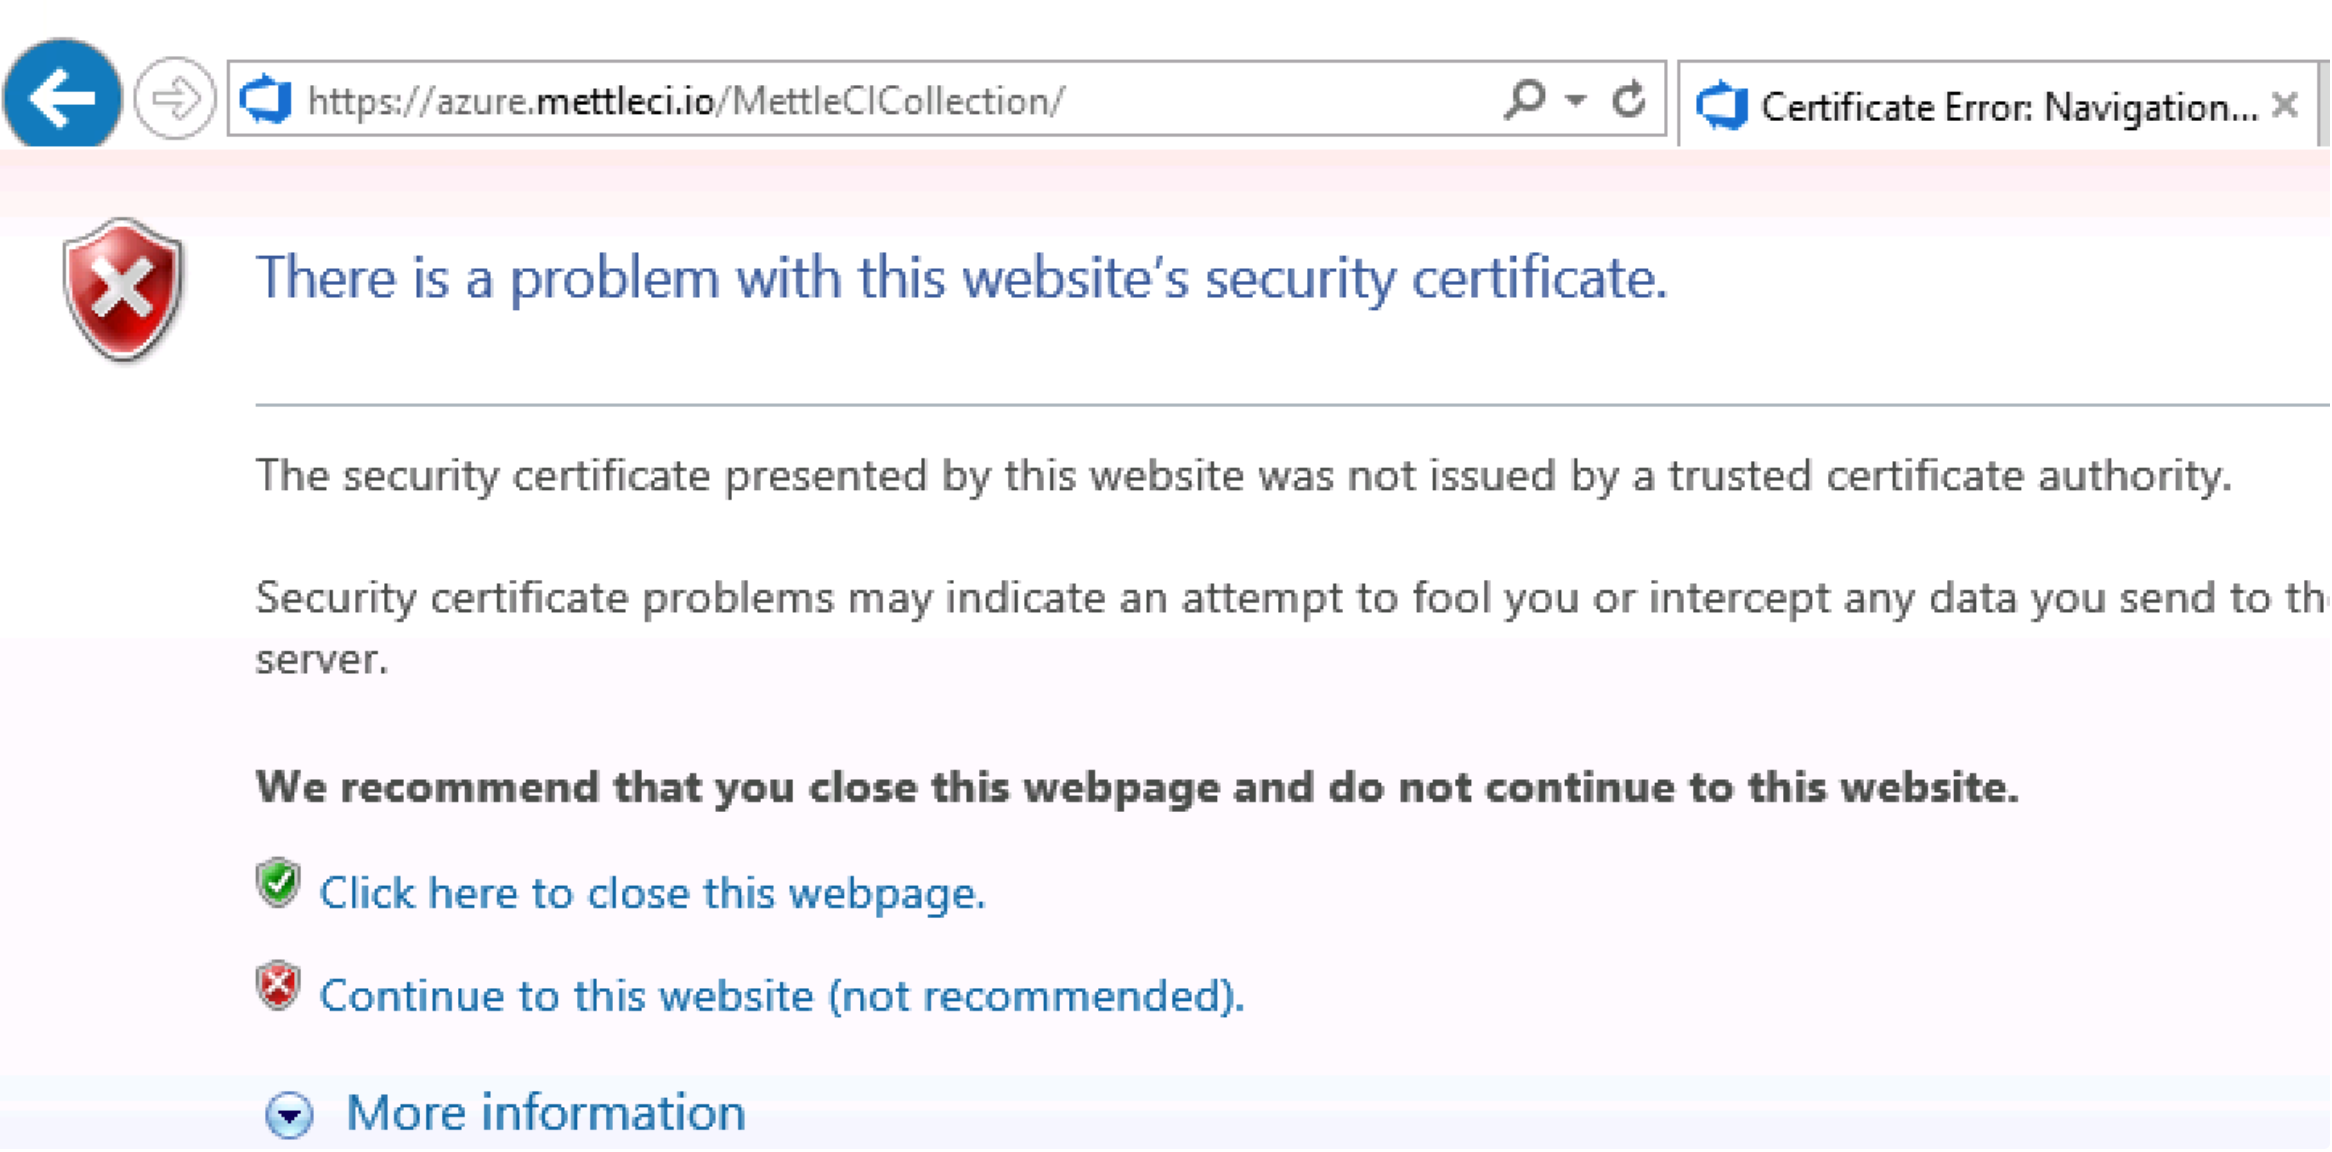 https://azure.mettleci.io/MettleCICollection/
Certificate Error: Navigation...
There is a problem with this website's security certificate.
The security certificate presented by this website was not issued by a trusted certificate authority.
Security certificate problems may indicate an attempt to fool you or intercept any data you send to
server.
We recommend that you close this webpage and do not continue to this website.
Click here to close this webpage.
Continue to this website (not recommended).
More information